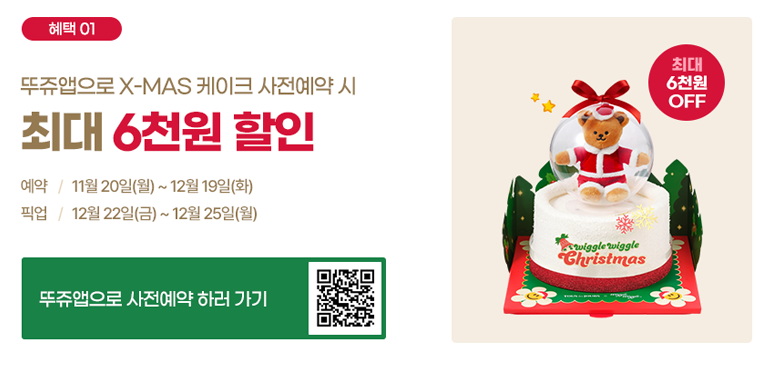 혜택 01
뚜쥬앱으로 X-MAS 케이크 사전예약 시
최대 6천원 할인
예약 / 11월 20일(월) ~ 12월 19일(화)
픽업 / 12월 22일(금) ~ 12월 25일(월)
뚜쥬앱으로 사전예약 하러 가기
최대
6천원
OFF
wiggle wiggle
Christmas
TOUS les JOURS ×